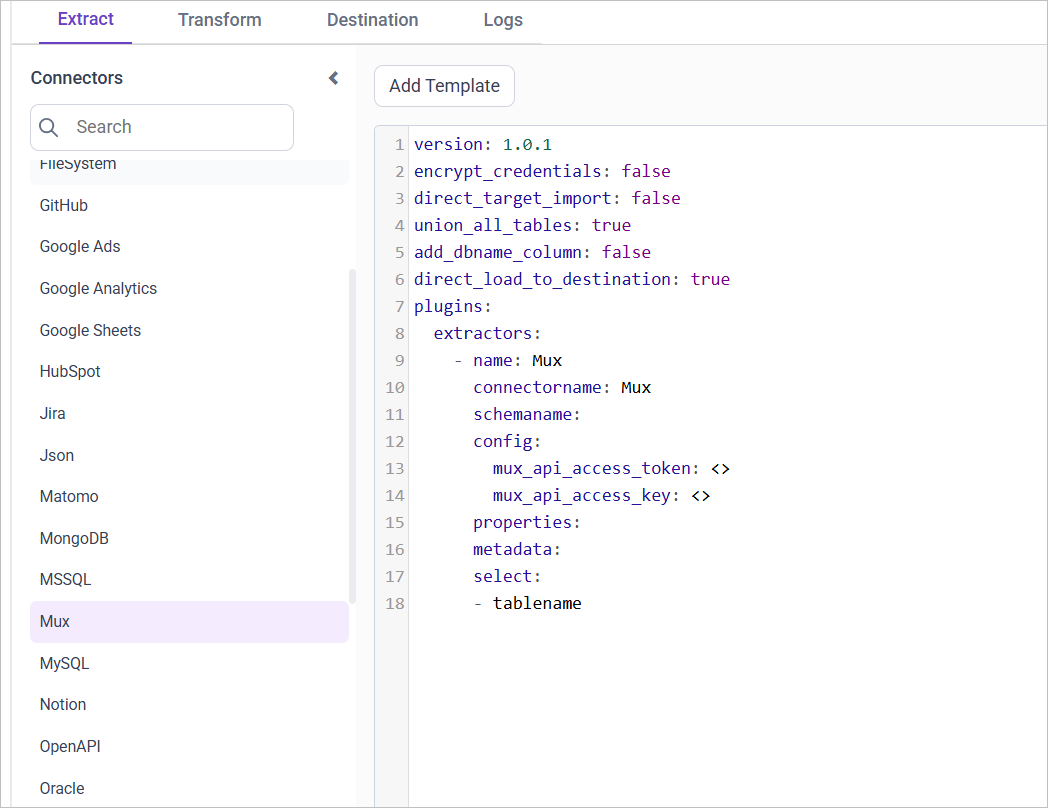 Extract Transform Destination Logs
Connectors
Search
FileSystem
GitHub
Google Ads
Google Analytics
Google Sheets
HubSpot
Jira
Json
Matomo
MongoDB
MSSQL
Mux
MySQL
Notion
OpenAPI
Oracle
Add Template
1 version: 1.0.1
2 encrypt_credentials: false
3 direct_target_import: false
4 union_all_tables: true
5 add_dbname_column: false
6 direct_load_to_destination: true
7 plugins:
8   extractors:
9     - name: Mux
10       connectorname: Mux
11       schemaname:
12       config:
13         mux_api_access_token: <>
14         mux_api_access_key: <>
15       properties:
16       metadata:
17       select:
18       - tablename